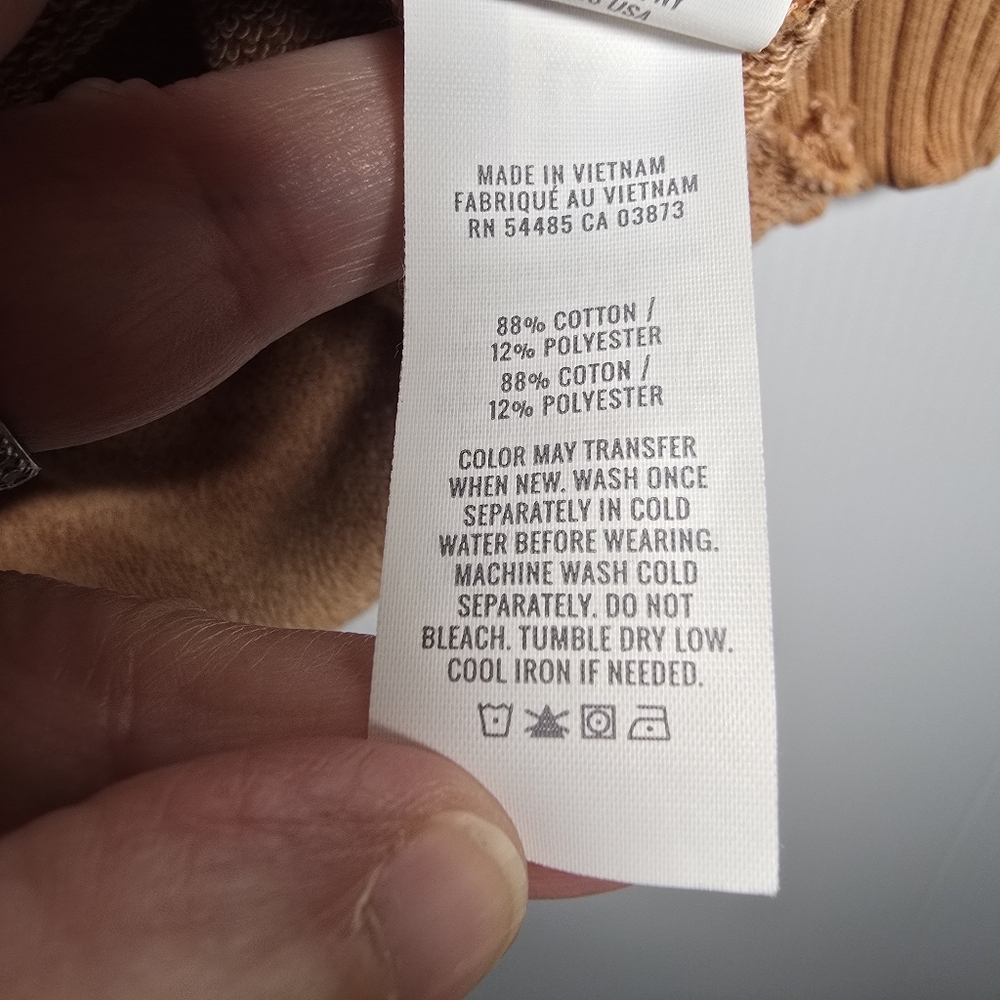 USA
MADE IN VIETNAM
FABRIQUÉ AU VIETNAM
RN 54485 CA 03873
88% COTTON /
12% POLYESTER
88% COTON /
12% POLYESTER
COLOR MAY TRANSFER
WHEN NEW. WASH ONCE
SEPARATELY IN COLD
WATER BEFORE WEARING.
MACHINE WASH COLD
SEPARATELY. DO NOT
BLEACH. TUMBLE DRY LOW.
COOL IRON IF NEEDED.